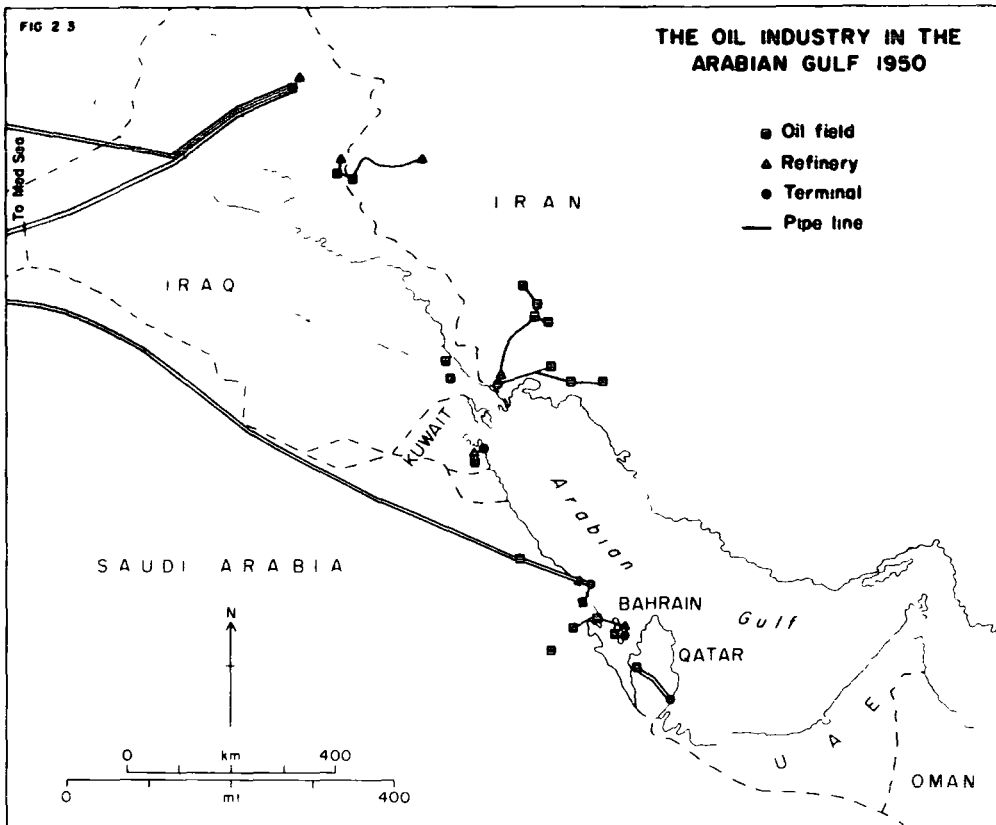 FIG 2 3
THE OIL INDUSTRY IN THE
ARABIAN GULF 1950
Oil field
Refinery
Terminal
Pipe line
To Med Sea
IRAN
IRAQ
KUWAIT
Arabian
Gulf
SAUDI ARABIA
BAHRAIN
QATAR
N
UAE
OMAN
0 km 400
0 mi 400